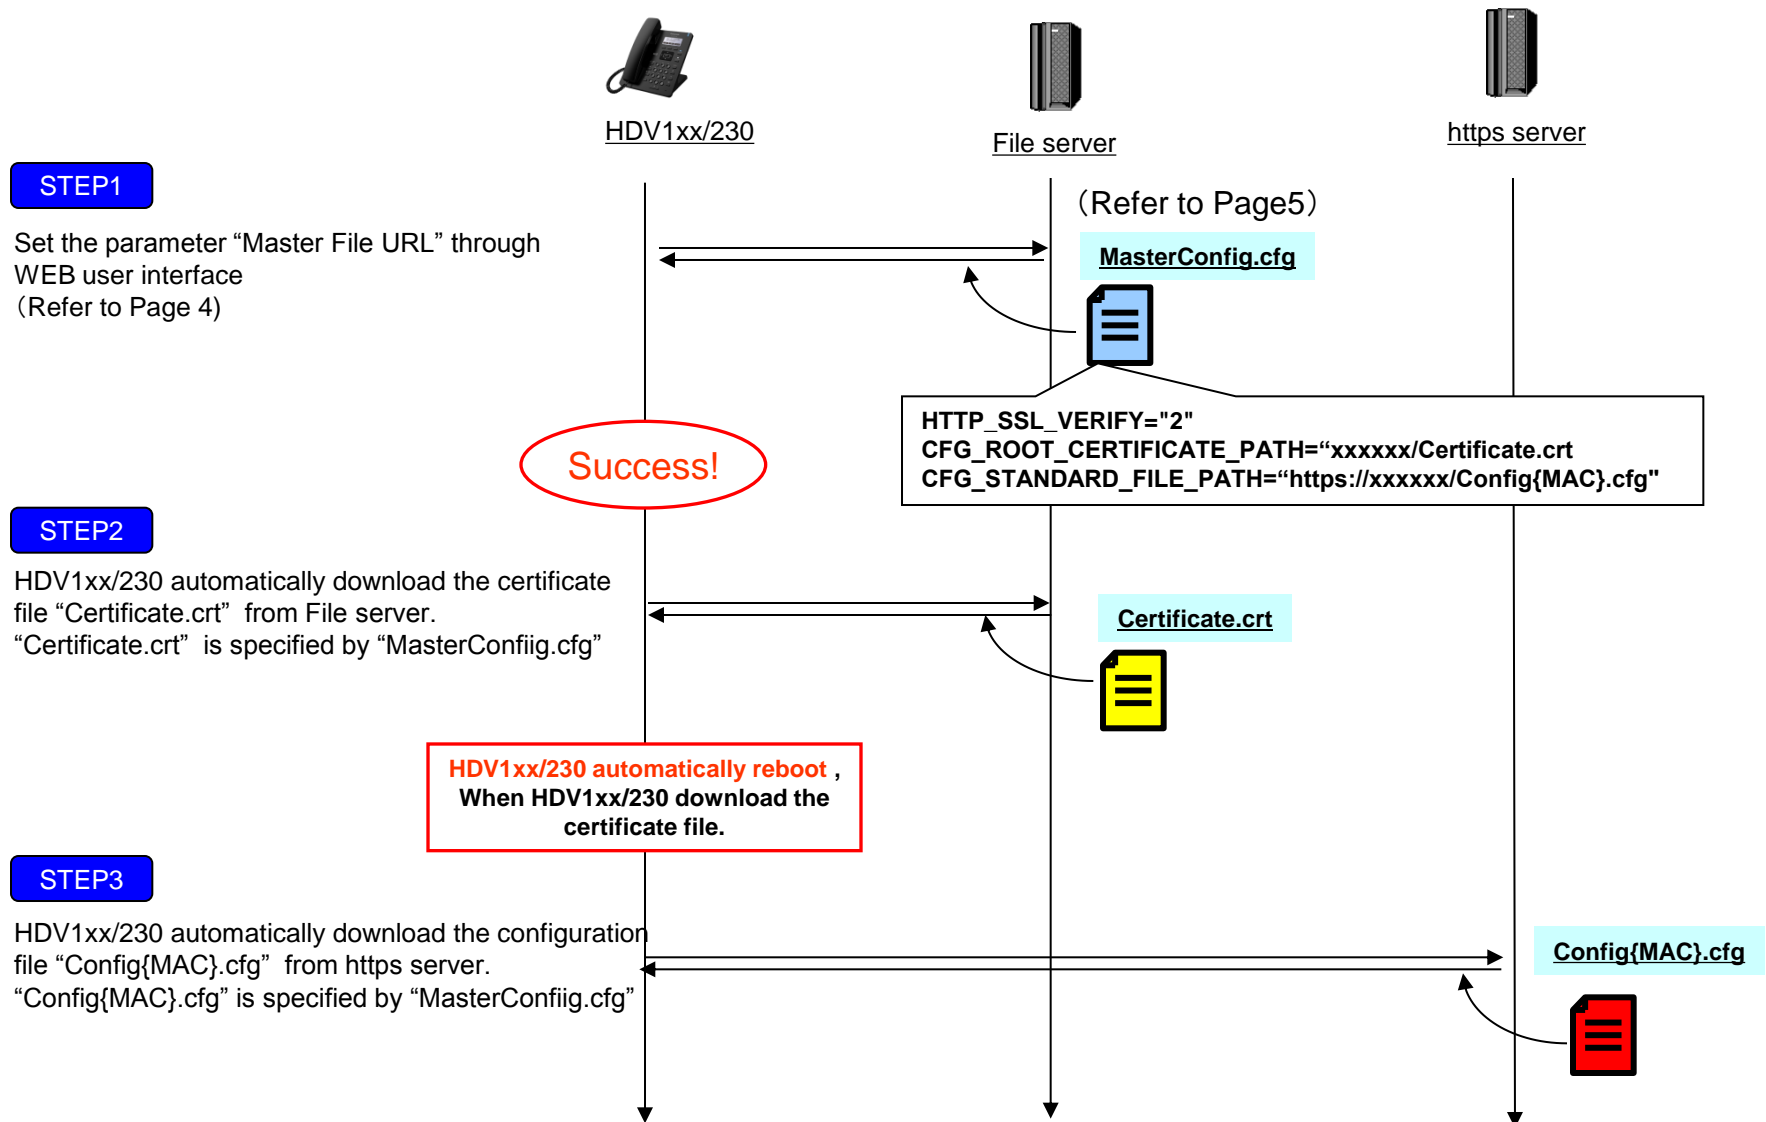 HDV1xx/230
File server
https server
STEP1
Set the parameter “Master File URL” through
WEB user interface
（Refer to Page 4)
（Refer to Page5）
MasterConfig.cfg
HTTP_SSL_VERIFY="2"
CFG_ROOT_CERTIFICATE_PATH=“xxxxxx/Certificate.crt
CFG_STANDARD_FILE_PATH=“https://xxxxxx/Config{MAC}.cfg"
Success!
STEP2
HDV1xx/230 automatically download the certificate
file “Certificate.crt”  from File server.
“Certificate.crt”  is specified by “MasterConfiig.cfg”
Certificate.crt
HDV1xx/230 automatically reboot ,
When HDV1xx/230 download the
certificate file.
STEP3
HDV1xx/230 automatically download the configuration
file “Config{MAC}.cfg”  from https server.
“Config{MAC}.cfg” is specified by “MasterConfiig.cfg”
Config{MAC}.cfg